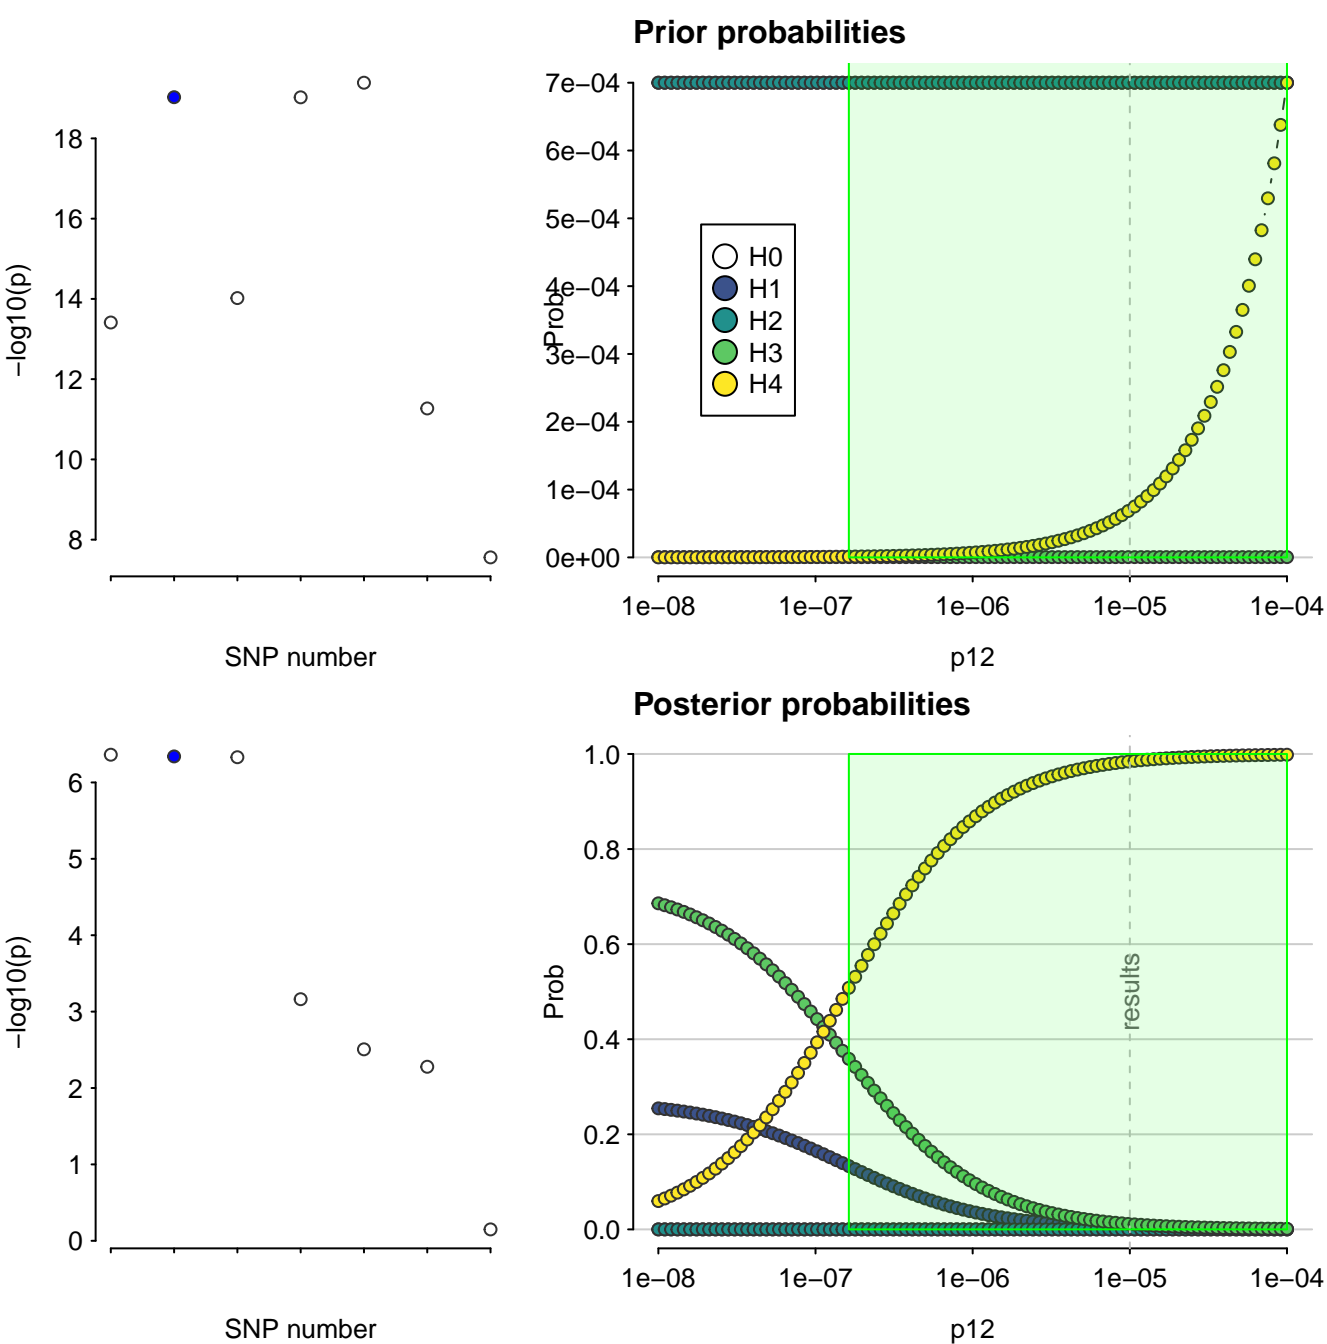 18
16
14
12
10
8
−log10(p)
SNP number
Prior probabilities
7e−04
6e−04
5e−04
4e−04
3e−04
2e−04
1e−04
0e+00
Prob
H0
H1
H2
H3
H4
1e−08 1e−07 1e−06 1e−05 1e−04
p12
6
5
4
3
2
1
0
−log10(p)
SNP number
Posterior probabilities
1.0
0.8
0.6
0.4
0.2
0.0
Prob
results
1e−08 1e−07 1e−06 1e−05 1e−04
p12